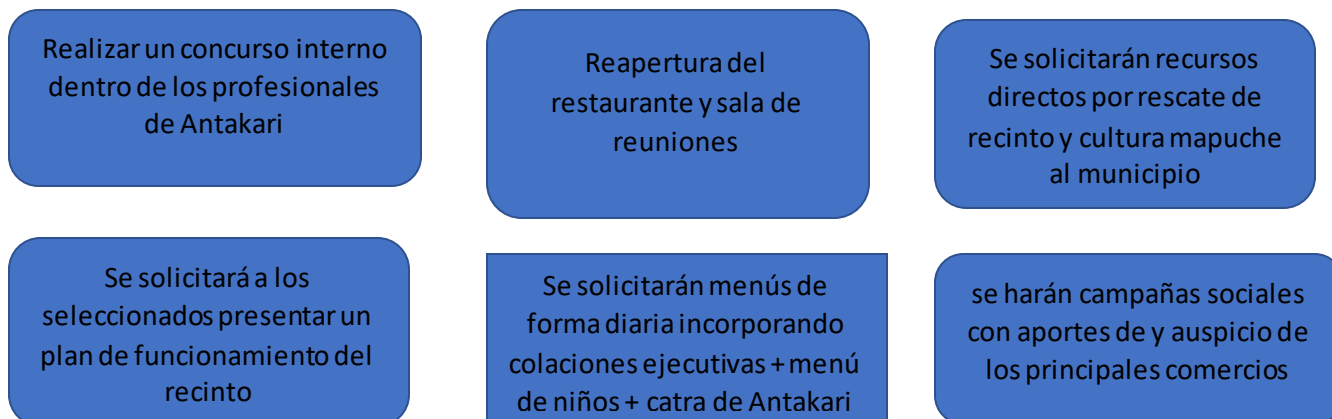 Realizar un concurso interno
dentro de los profesionales
de Antakari
Reapertura del
restaurante y sala de
reuniones
Se solicitarán recursos
directos por rescate de
recinto y cultura mapuche
al municipio
Se solicitará a los
seleccionados presentar un
plan de funcionamiento del
recinto
Se solicitarán menús de
forma diaria incorporando
colaciones ejecutivas + menú
de niños + catra de Antakari
se harán campañas sociales
con aportes de y auspicio de
los principales comercios